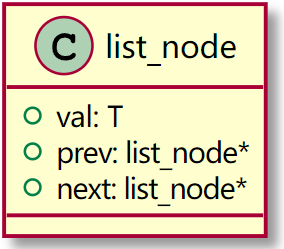 C list_node
val: T
prev: list_node*
next: list_node*